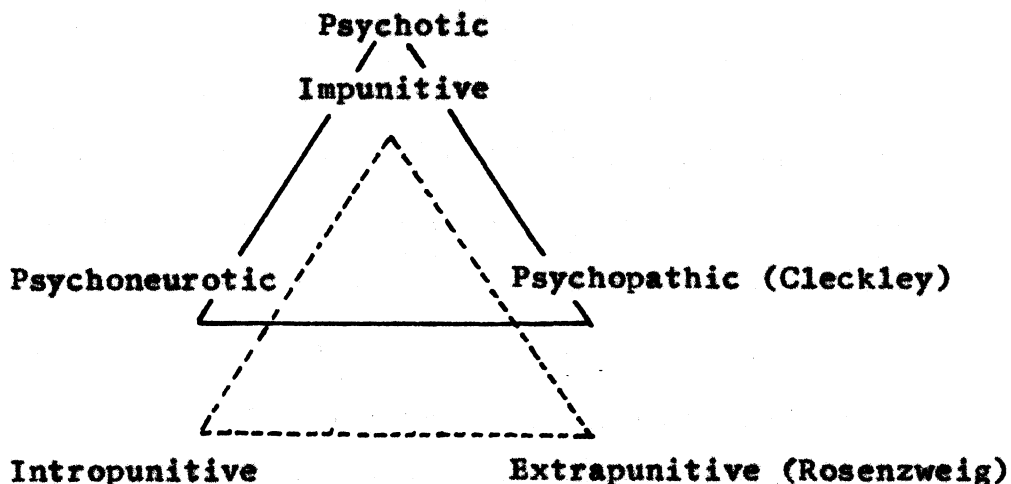 Psychotic
Impunitive
Psychoneurotic Psychopathic (Cleckley)
Intropunitive Extrapunitive (Rosenzweig)